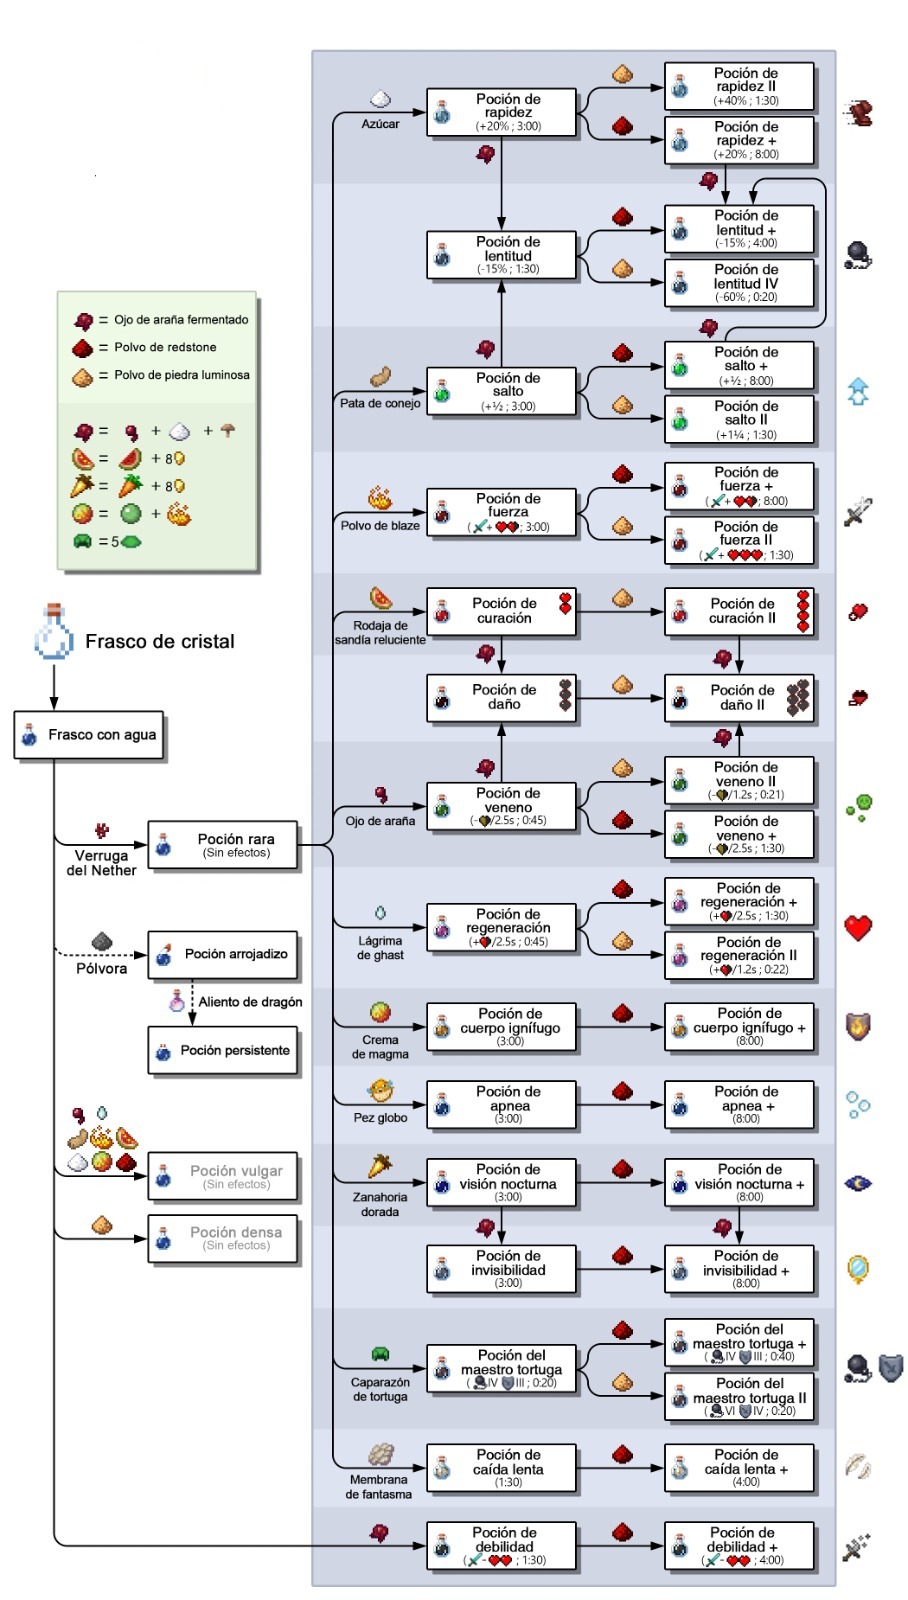 Poción de
rapidez II
(+40% ; 1:30)
Azúcar
Poción de
rapidez
(+20% ; 3:00)
Poción de
rapidez +
(+20% ; 8:00)
Poción de
lentitud
(-15% ; 1:30)
Poción de
lentitud +
(-15% ; 4:00)
Poción de
lentitud IV
(-60% ; 0:20)
= Ojo de araña fermentado
= Polvo de redstone
= Polvo de piedra luminosa
= + +
= + 8
= + 8
= +
= 5
Pata de conejo
Poción de
salto
(+½ ; 3:00)
Poción de
salto +
(+½ ; 8:00)
Poción de
salto II
(+1¼ ; 1:30)
Polvo de blaze
Poción de
fuerza
( + ; 3:00)
Poción de
fuerza +
( + ; 8:00)
Poción de
fuerza II
( + ; 1:30)
Frasco de cristal
Rodaja de
sandía reluciente
Poción de
curación
Poción de
curación II
Poción de
daño
Poción de
daño II
Frasco con agua
Ojo de araña
Poción de
veneno
(- /2.5s ; 0:45)
Poción de
veneno II
(- /1.2s ; 0:21)
Poción de
veneno +
(- /2.5s ; 1:30)
Verruga
del Nether
Poción rara
(Sin efectos)
Lágrima
de ghast
Poción de
regeneración
(+ /2.5s ; 0:45)
Poción de
regeneración +
(+ /2.5s ; 1:30)
Poción de
regeneración II
(+ /1.2s ; 0:22)
Pólvora
Poción arrojadizo
Aliento de dragón
Poción persistente
Crema
de magma
Poción de
cuerpo ignífugo
(3:00)
Poción de
cuerpo ignífugo +
(8:00)
Pez globo
Poción de
apnea
(3:00)
Poción de
apnea +
(8:00)
Poción vulgar
(Sin efectos)
Poción densa
(Sin efectos)
Zanahoria
dorada
Poción de
visión nocturna
(3:00)
Poción de
visión nocturna +
(8:00)
Poción de
invisibilidad
(3:00)
Poción de
invisibilidad +
(8:00)
Caparazón
de tortuga
Poción del
maestro tortuga
( IV III ; 0:20)
Poción del
maestro tortuga +
( IV III ; 0:40)
Poción del
maestro tortuga II
( VI IV ; 0:20)
Membrana
de fantasma
Poción de
caída lenta
(1:30)
Poción de
caída lenta +
(4:00)
Poción de
debilidad
( - ; 1:30)
Poción de
debilidad +
( - ; 4:00)